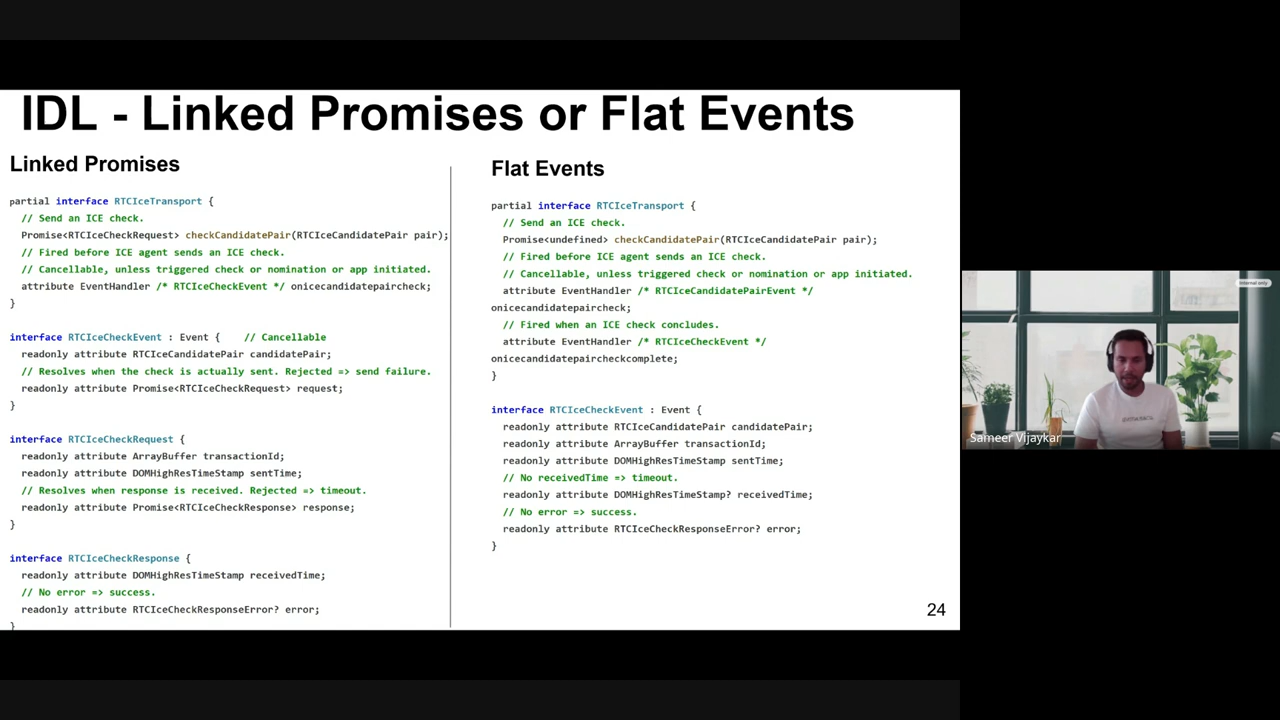 IDL - Linked Promises or Flat Events
Linked Promises
partial interface RTCIceTransport {
// Send an ICE check.
Promise<RTCIceCheckRequest> checkCandidatePair(RTCIceCandidatePair pair);
// Fired before ICE agent sends an ICE check.
// Cancellable, unless triggered check or nomination or app initiated.
attribute EventHandler /* RTCIceCheckEvent */ onicecandidatepaircheck;
}
interface RTCIceCheckEvent : Event { // Cancellable
readonly attribute RTCIceCandidatePair candidatePair;
// Resolves when the check is actually sent. Rejected => send failure.
readonly attribute Promise<RTCIceCheckRequest> request;
}
interface RTCIceCheckRequest {
readonly attribute ArrayBuffer transactionId;
readonly attribute DOMHighResTimeStamp sentTime;
// Resolves when response is received. Rejected => timeout.
readonly attribute Promise<RTCIceCheckResponse> response;
}
interface RTCIceCheckResponse {
readonly attribute DOMHighResTimeStamp receivedTime;
// No error => success.
readonly attribute RTCIceCheckResponseError? error;
}
Flat Events
partial interface RTCIceTransport {
// Send an ICE check.
Promise<undefined> checkCandidatePair(RTCIceCandidatePair pair);
// Fired before ICE agent sends an ICE check.
// Cancellable, unless triggered check or nomination or app initiated.
attribute EventHandler /* RTCIceCandidatePairEvent */
onicecandidatepaircheck;
// Fired when an ICE check concludes.
attribute EventHandler /* RTCIceCheckEvent */
onicecandidatepaircheckcomplete;
}
interface RTCIceCheckEvent : Event {
readonly attribute RTCIceCandidatePair candidatePair;
readonly attribute ArrayBuffer transactionId;
readonly attribute DOMHighResTimeStamp sentTime;
// No receivedTime => timeout.
readonly attribute DOMHighResTimeStamp? receivedTime;
// No error => success.
readonly attribute RTCIceCheckResponseError? error;
}
24
Internal only
Sameer Vijaykar